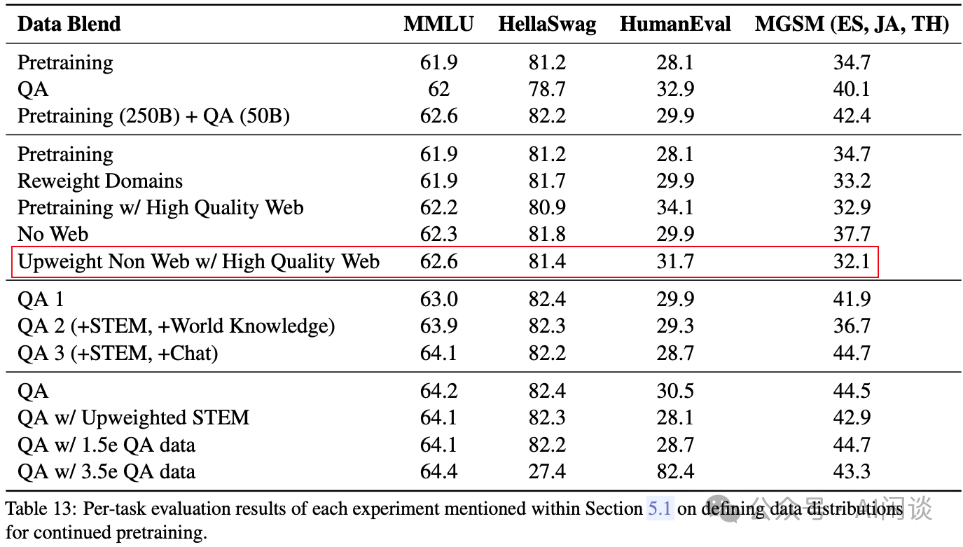 Data Blend MMLU HellaSwag HumanEval MGSM (ES, JA, TH)
Pretraining 61.9 81.2 28.1 34.7
QA 62 78.7 32.9 40.1
Pretraining (250B) + QA (50B) 62.6 82.2 29.9 42.4
Pretraining 61.9 81.2 28.1 34.7
Reweight Domains 61.9 81.7 29.9 33.2
Pretraining w/ High Quality Web 62.2 80.9 34.1 32.9
No Web 62.3 81.8 29.9 37.7
Upweight Non Web w/ High Quality Web 62.6 81.4 31.7 32.1
QA 1 63.0 82.4 29.9 41.9
QA 2 (+STEM, +World Knowledge) 63.9 82.3 29.3 36.7
QA 3 (+STEM, +Chat) 64.1 82.2 28.7 44.7
QA 64.2 82.4 30.5 44.5
QA w/ Upweighted STEM 64.1 82.3 28.1 42.9
QA w/ 1.5e QA data 64.1 82.2 28.7 44.7
QA w/ 3.5e QA data 64.4 27.4 82.4 43.3
Table 13: Per-task evaluation results of each experiment mentioned within Section 5.1 on defining data distributions
for continued pretraining.
公众号 · AI闲谈